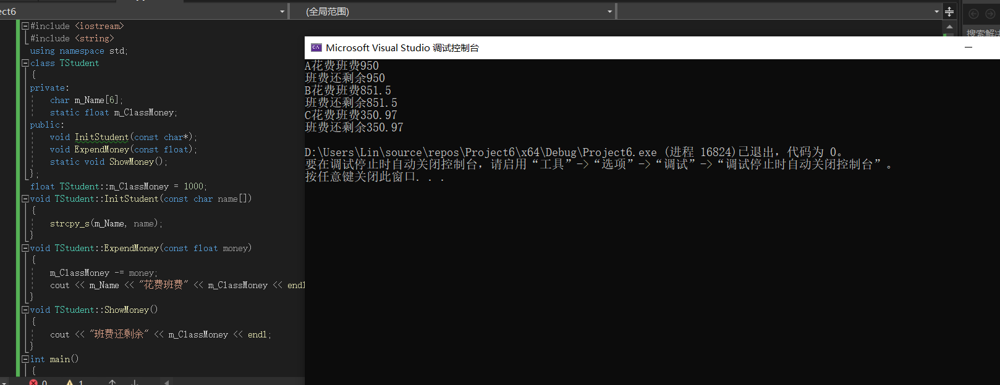 ect6
(全局范围)
搜索解决
#include <iostream>
#include <string>
using namespace std;
class TStudent
{
private:
char m_Name[6];
static float m_ClassMoney;
public:
void InitStudent(const char*);
void ExpendMoney(const float);
static void ShowMoney();
};
float TStudent::m_ClassMoney = 1000;
void TStudent::InitStudent(const char name[])
{
strcpy_s(m_Name, name);
}
void TStudent::ExpendMoney(const float money)
{
m_ClassMoney -= money;
cout << m_Name << "花费班费" << m_ClassMoney << endl
}
void TStudent::ShowMoney()
{
cout << "班费还剩余" << m_ClassMoney << endl;
}
int main()
{
0 1
Microsoft Visual Studio 调试控制台
A花费班费950
班费还剩余950
B花费班费851.5
班费还剩余851.5
C花费班费350.97
班费还剩余350.97
D:\Users\Lin\source\repos\Project6\x64\Debug\Project6.exe (进程 16824)已退出，代码为 0。
要在调试停止时自动关闭控制台，请启用“工具”->“选项”->“调试”->“调试停止时自动关闭控制台”。
按任意键关闭此窗口. . .